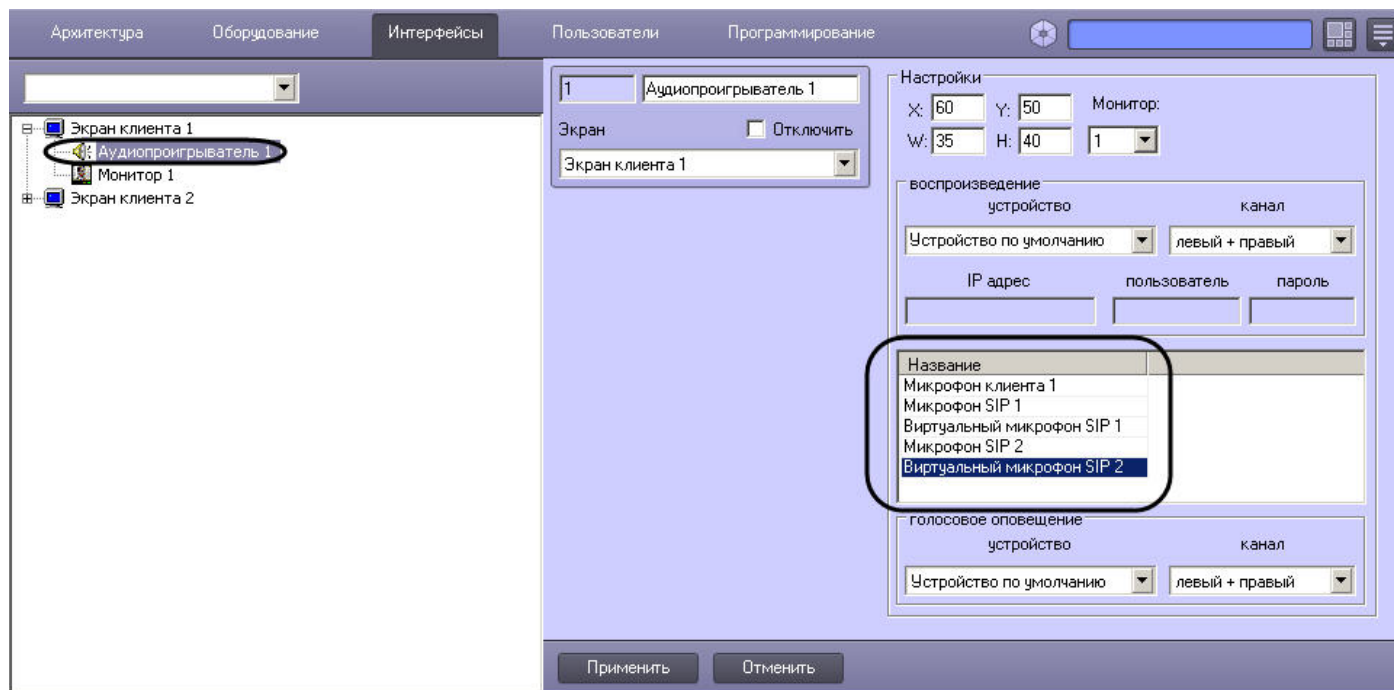 Архитектура Оборудование Интерфейсы Пользователи Программирование
Экран клиента 1
Аудиопроигрыватель 1
Монитор 1
Экран клиента 2
1 Аудиопроигрыватель 1
Экран Отключить
Экран клиента 1
Настройки
X: 60 Y: 50 Монитор:
W: 35 H: 40 1
воспроизведение
устройство канал
Устройство по умолчанию левый + правый
IP адрес пользователь пароль
Название
Микрофон клиента 1
Микрофон SIP 1
Виртуальный микрофон SIP 1
Микрофон SIP 2
Виртуальный микрофон SIP 2
голосовое оповещение
устройство канал
Устройство по умолчанию левый + правый
Применить Отменить